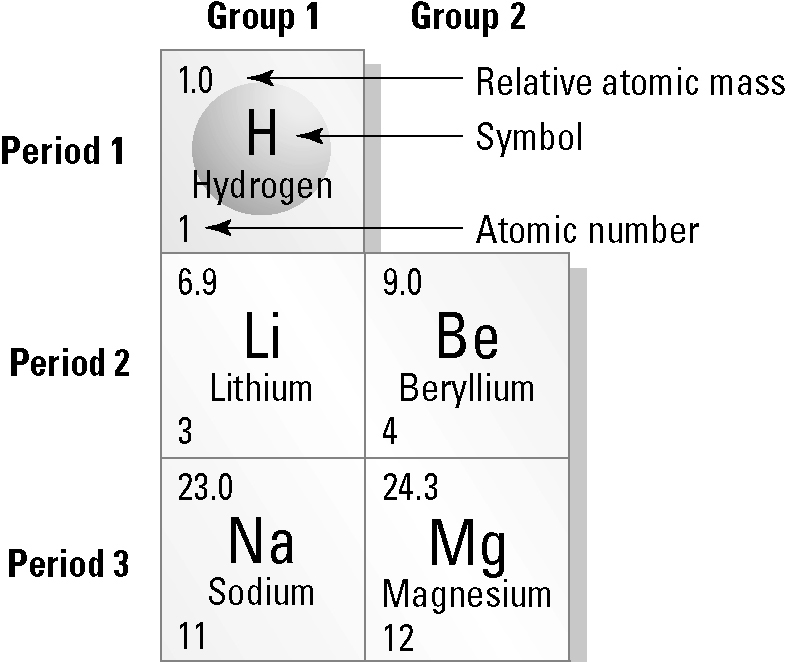 Group 1 Group 2
1.0 Relative atomic mass
H Symbol
Period 1
Hydrogen
1 Atomic number
6.9 9.0
Li Be
Period 2
Lithium Beryllium
3 4
23.0 24.3
Na Mg
Period 3
Sodium Magnesium
11 12